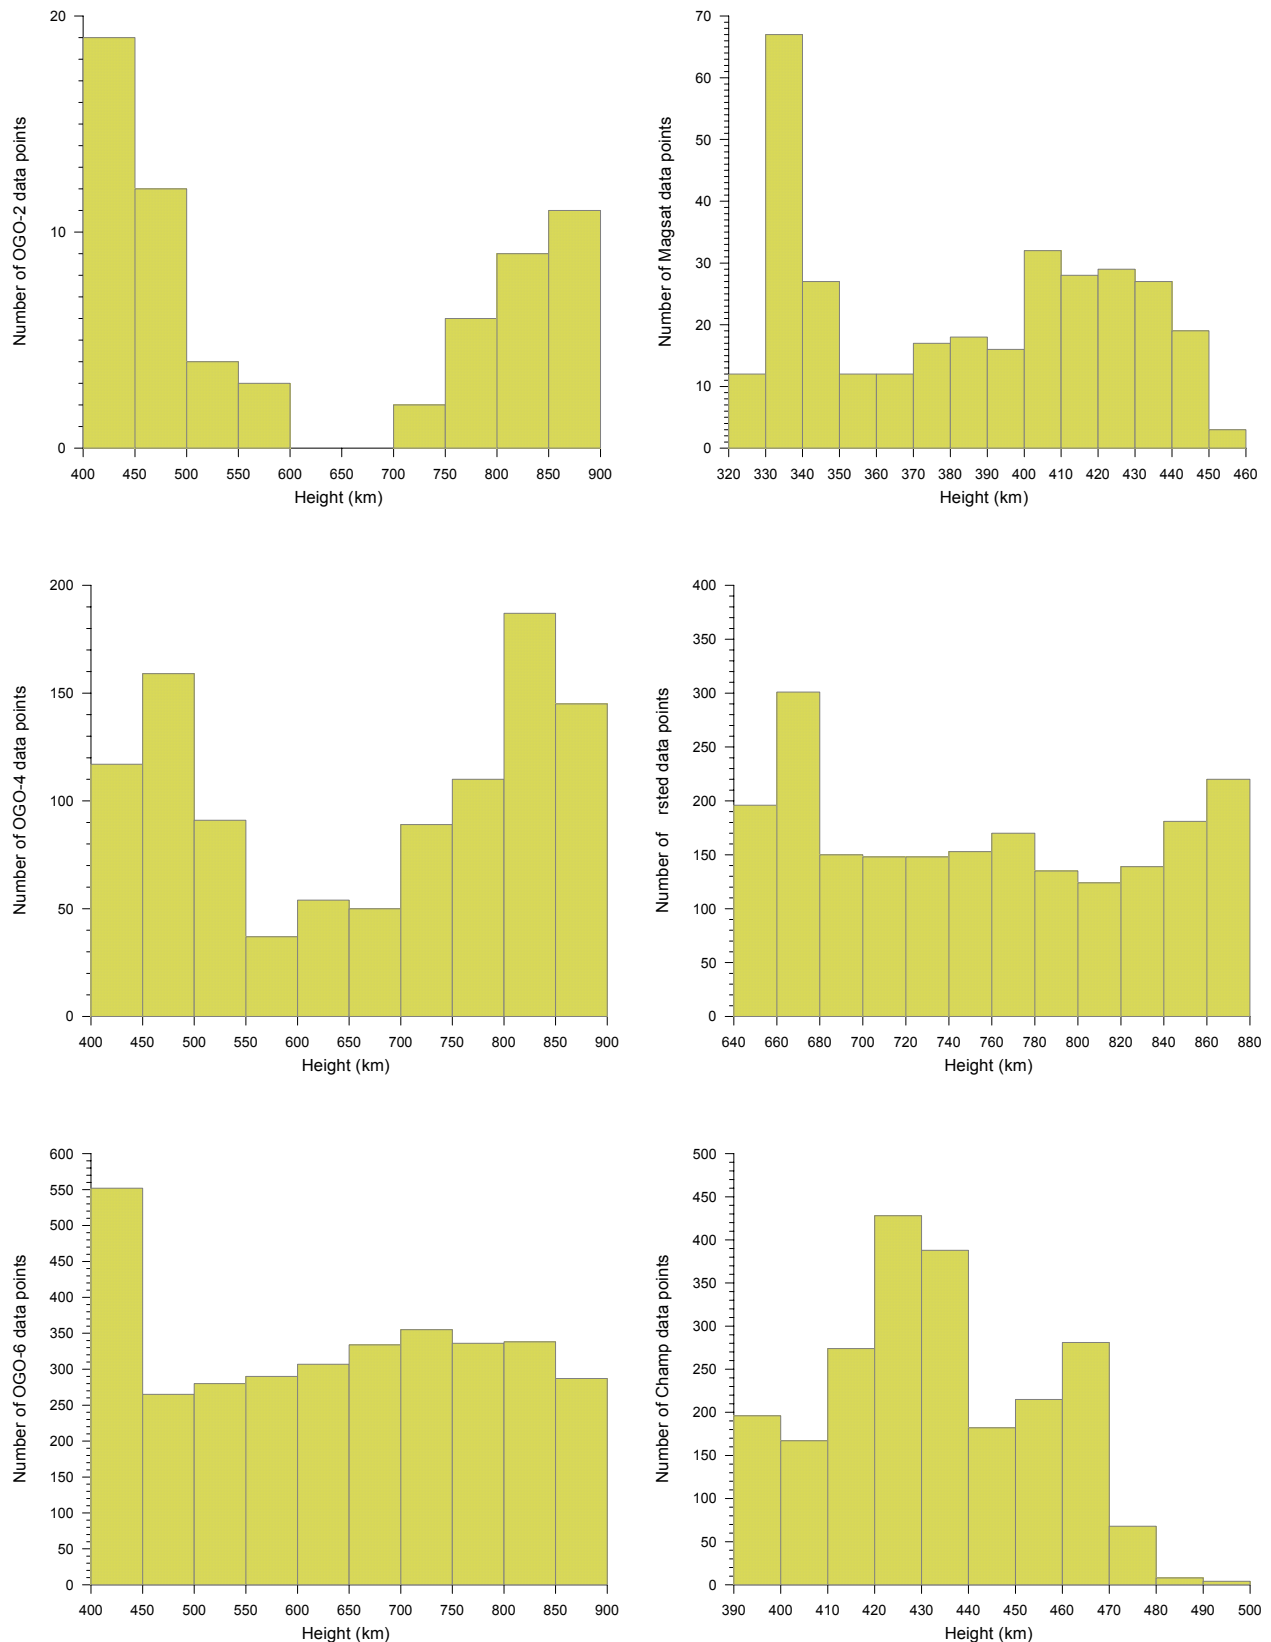 20
10
0
Number of OGO-2 data points
400 450 500 550 600 650 700 750 800 850 900
Height (km)
70
60
50
40
30
20
10
0
Number of Magsat data points
320 330 340 350 360 370 380 390 400 410 420 430 440 450 460
Height (km)
200
150
100
50
0
Number of OGO-4 data points
400 450 500 550 600 650 700 750 800 850 900
Height (km)
400
350
300
250
200
150
100
50
0
Number of rsted data points
640 660 680 700 720 740 760 780 800 820 840 860 880
Height (km)
600
550
500
450
400
350
300
250
200
150
100
50
0
Number of OGO-6 data points
400 450 500 550 600 650 700 750 800 850 900
Height (km)
500
450
400
350
300
250
200
150
100
50
0
Number of Champ data points
390 400 410 420 430 440 450 460 470 480 490 500
Height (km)